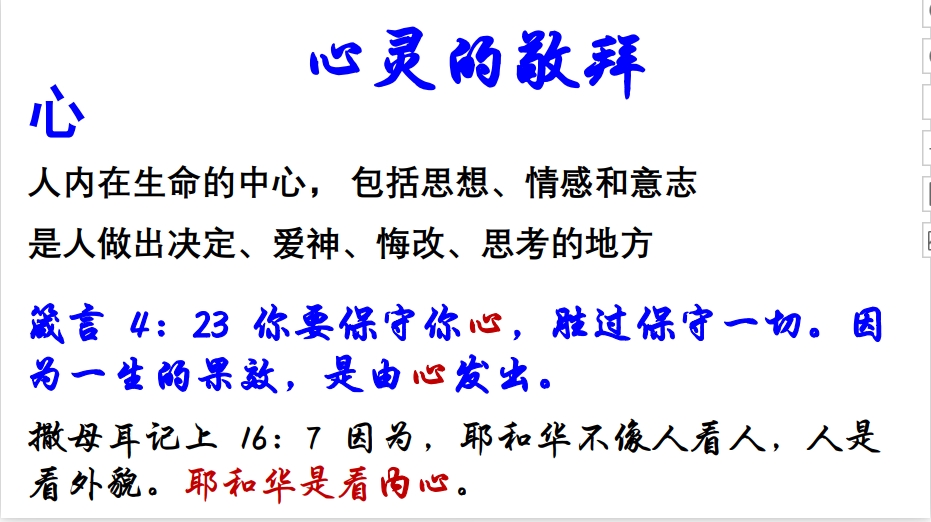 心灵的敬拜
心
人内在生命的中心， 包括思想、情感和意志
是人做出决定、爱神、悔改、思考的地方
箴言 4：23 你要保守你心，胜过保守一切。因
为一生的果效，是由心发出。
撒母耳记上 16：7 因为，耶和华不像人看人，人是
看外貌。耶和华是看内心。